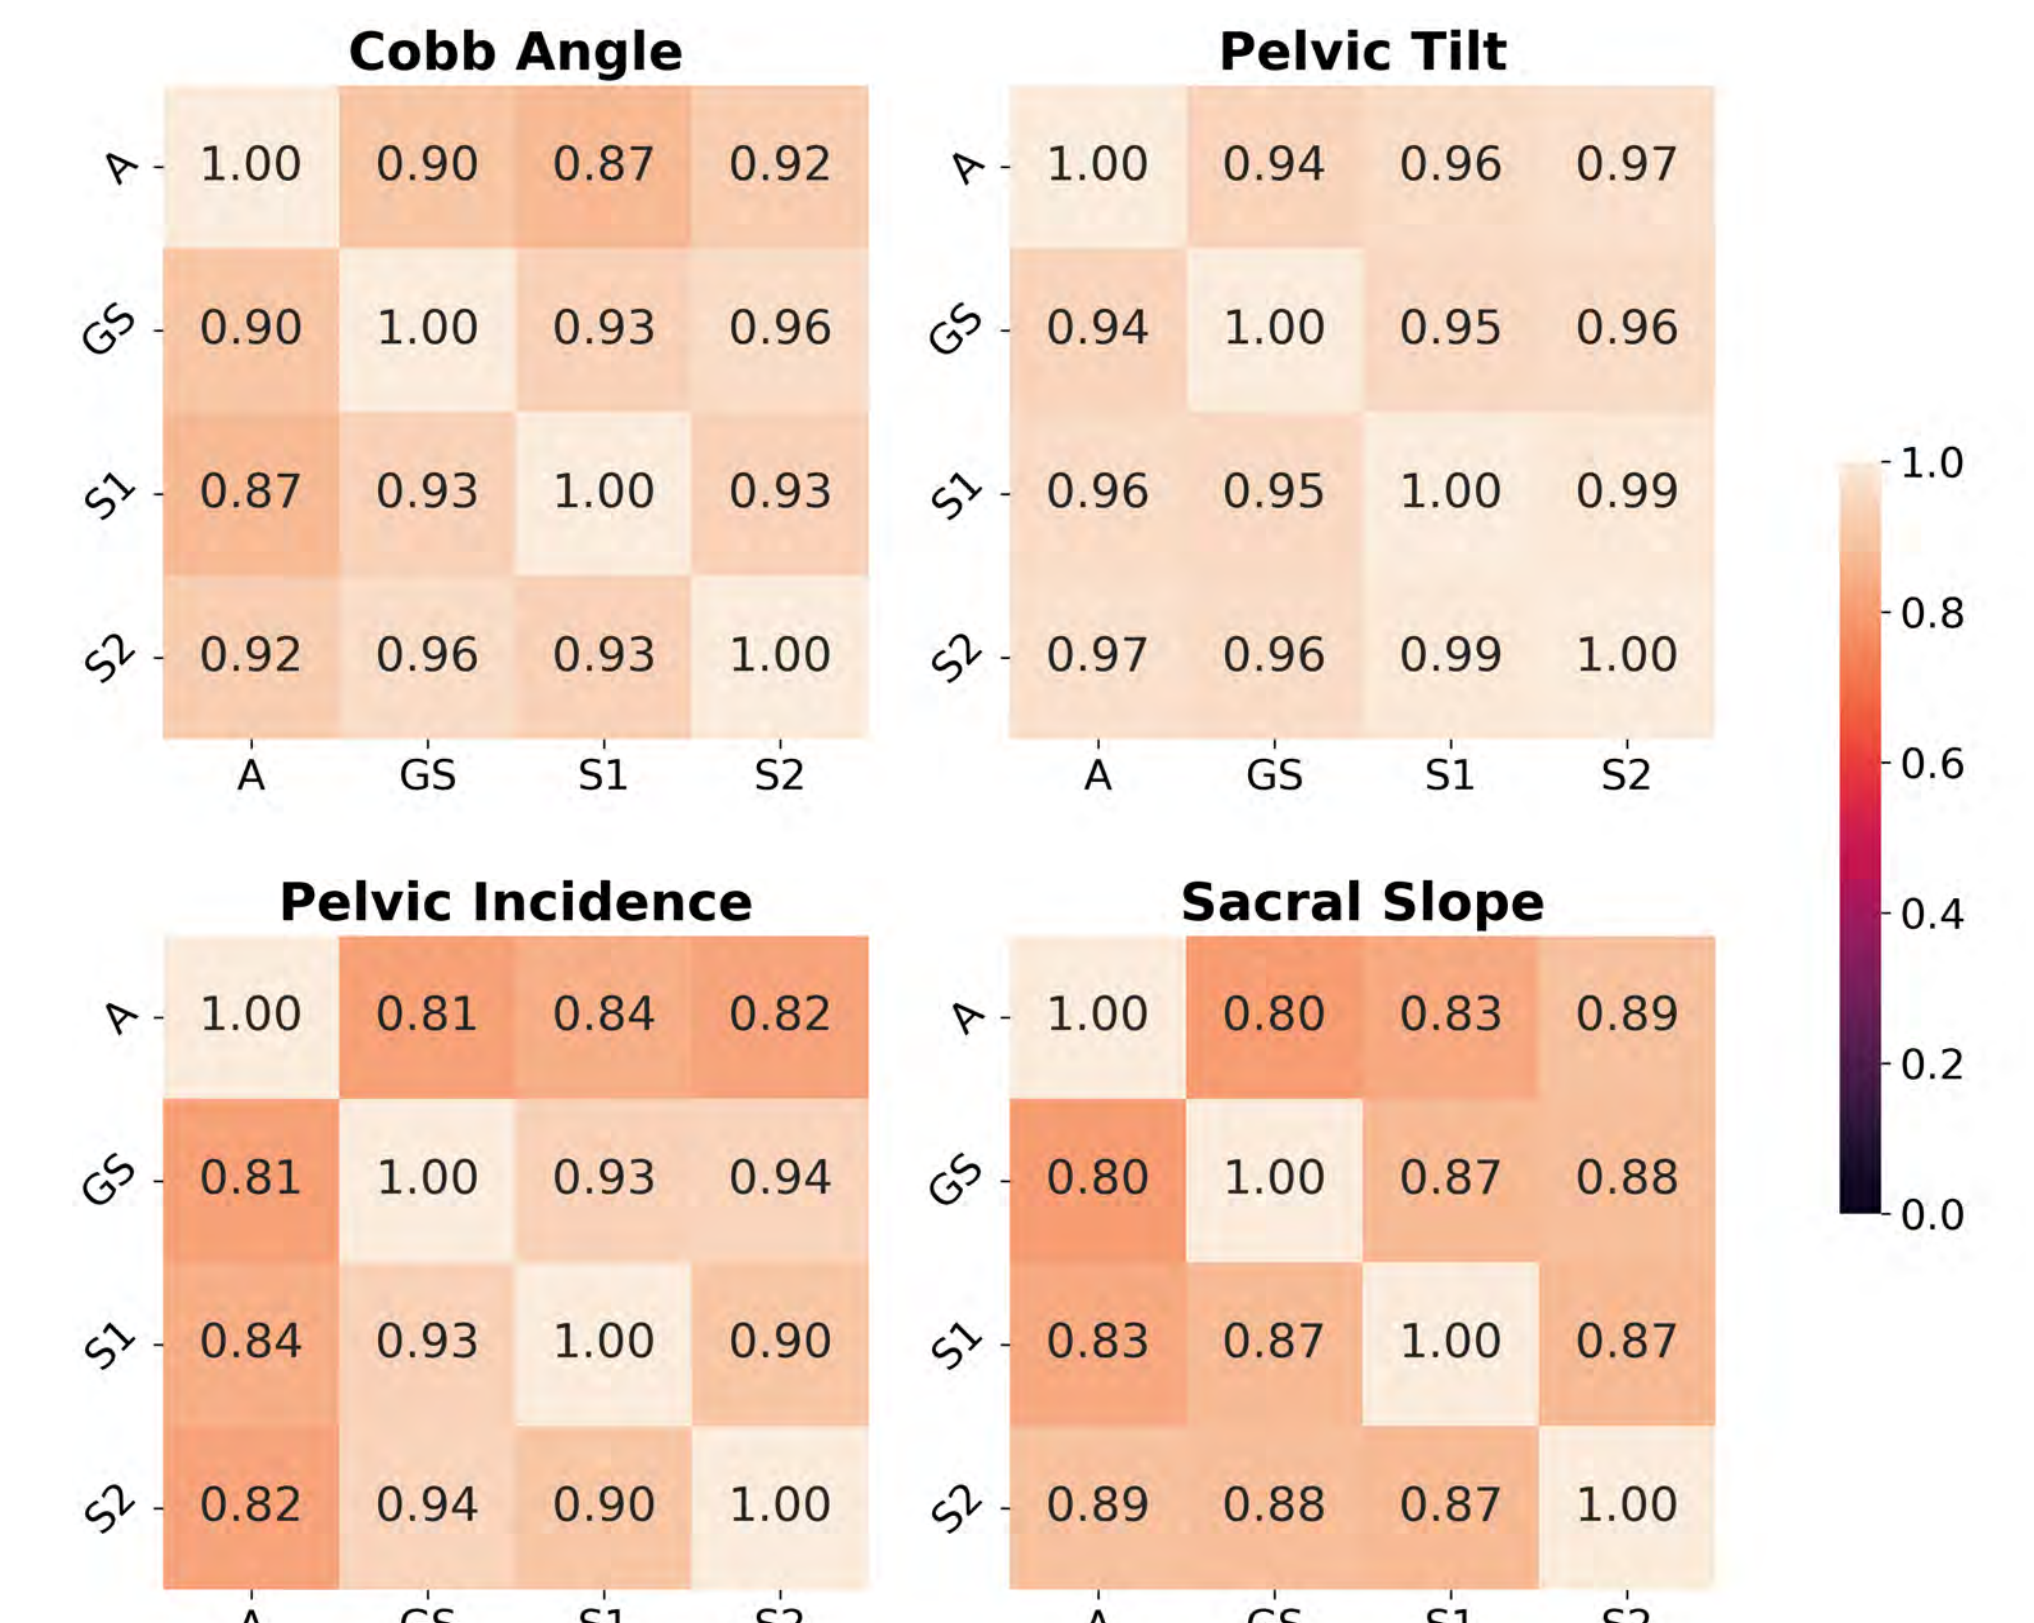 Cobb Angle
A 1.00 0.90 0.87 0.92
GS 0.90 1.00 0.93 0.96
S1 0.87 0.93 1.00 0.93
S2 0.92 0.96 0.93 1.00
A GS S1 S2
Pelvic Tilt
A 1.00 0.94 0.96 0.97
GS 0.94 1.00 0.95 0.96
S1 0.96 0.95 1.00 0.99
S2 0.97 0.96 0.99 1.00
A GS S1 S2
Pelvic Incidence
A 1.00 0.81 0.84 0.82
GS 0.81 1.00 0.93 0.94
S1 0.84 0.93 1.00 0.90
S2 0.82 0.94 0.90 1.00
A GS S1 S2
Sacral Slope
A 1.00 0.80 0.83 0.89
GS 0.80 1.00 0.87 0.88
S1 0.83 0.87 1.00 0.87
S2 0.89 0.88 0.87 1.00
A GS S1 S2
1.0
0.8
0.6
0.4
0.2
0.0